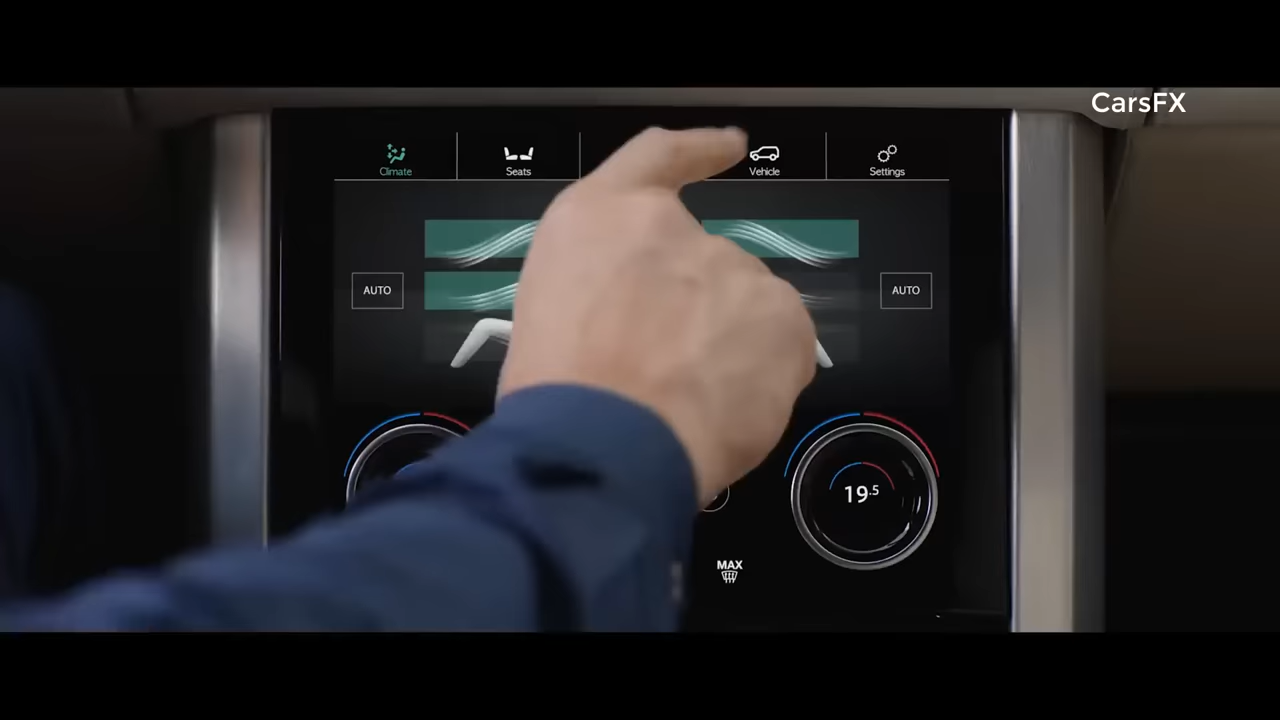 CarsFX
Climate
Seats
Vehicle
Settings
AUTO
AUTO
19.5
MAX